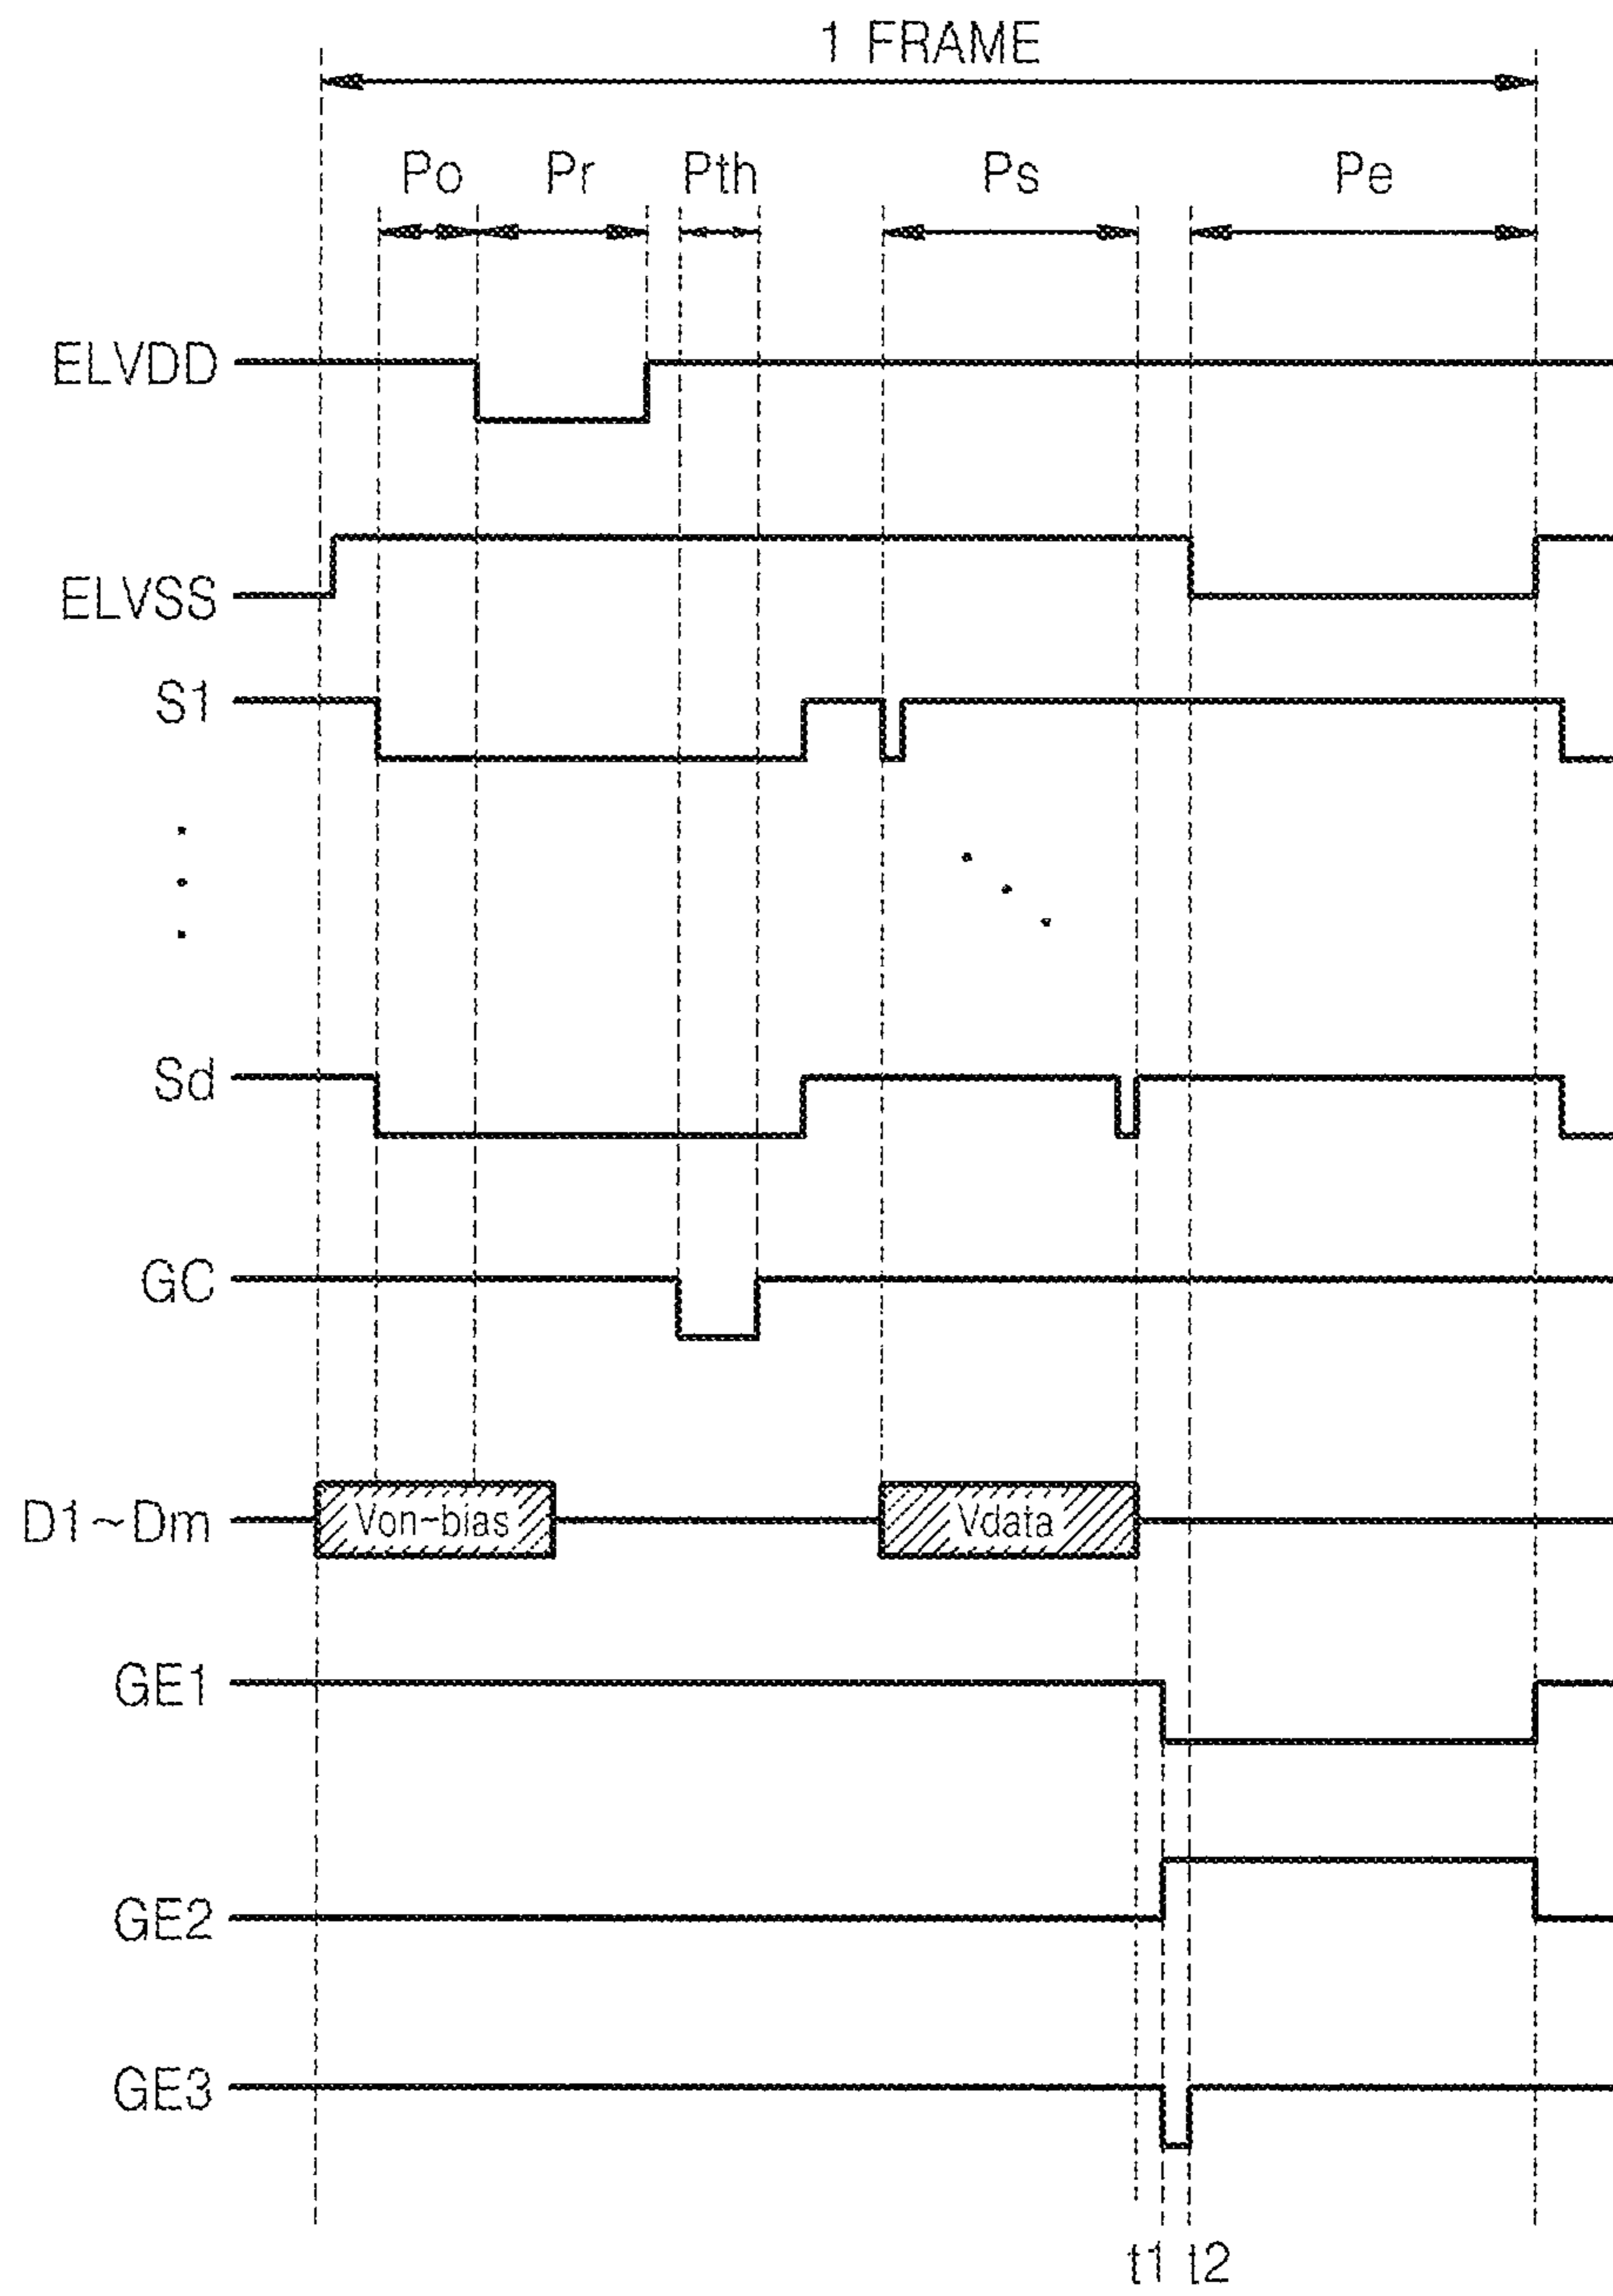 1 FRAME
Po Pr Pth Ps Pe
ELVDD
ELVSS
S1
Sd
GC
D1~Dm Von-bias Vdata
GE1
GE2
GE3
t1 t2